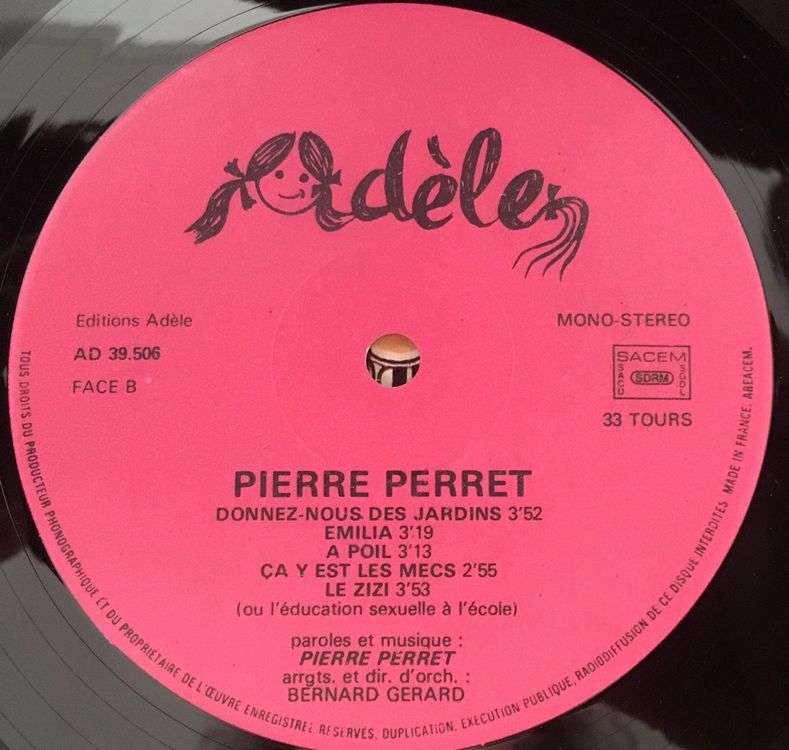 Adèle
Editions Adèle
AD 39.506
FACE B
MONO-STEREO
SACEM
SACD
SDRM
SGDL
33 TOURS
PIERRE PERRET
DONNEZ-NOUS DES JARDINS 3'52
EMILIA 3'19
A POIL 3'13
ÇA Y EST LES MECS 2'55
LE ZIZI 3'53
(ou l'éducation sexuelle à l'école)
paroles et musique :
PIERRE PERRET
arrgts. et dir. d'orch. :
BERNARD GERARD
TOUS DROITS DU PRODUCTEUR PHONOGRAPHIQUE ET DU PROPRIETAIRE DE L'ŒUVRE ENREGISTREE RESERVÉS, DUPLICATION, EXECUTION PUBLIQUE, RADIODIFFUSION DE CE DISQUE INTERDITES. MADE IN FRANCE. AREACEM.